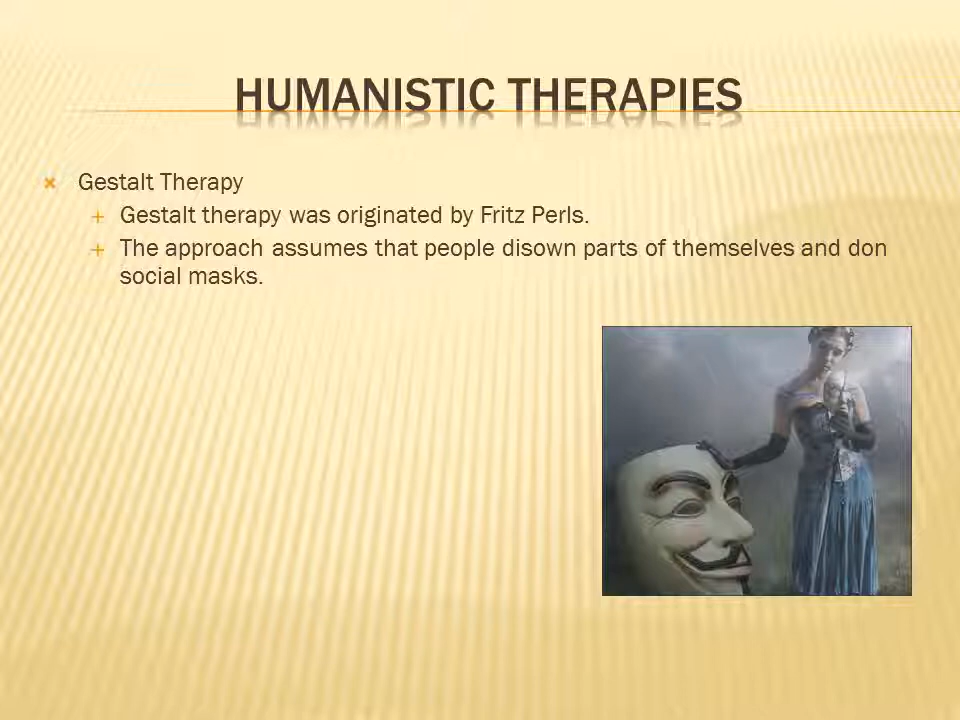 HUMANISTIC THERAPIES
Gestalt Therapy
Gestalt therapy was originated by Fritz Perls.
The approach assumes that people disown parts of themselves and don
social masks.